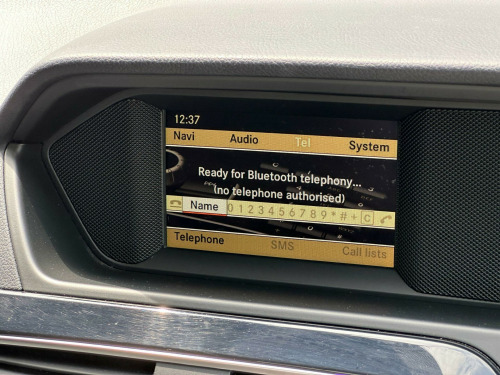 12:37
Navi Audio Tel System
Ready for Bluetooth telephony...
(no telephone authorised)
Name 0 1 2 3 4 5 6 7 8 9 * # + C
Telephone SMS Call lists